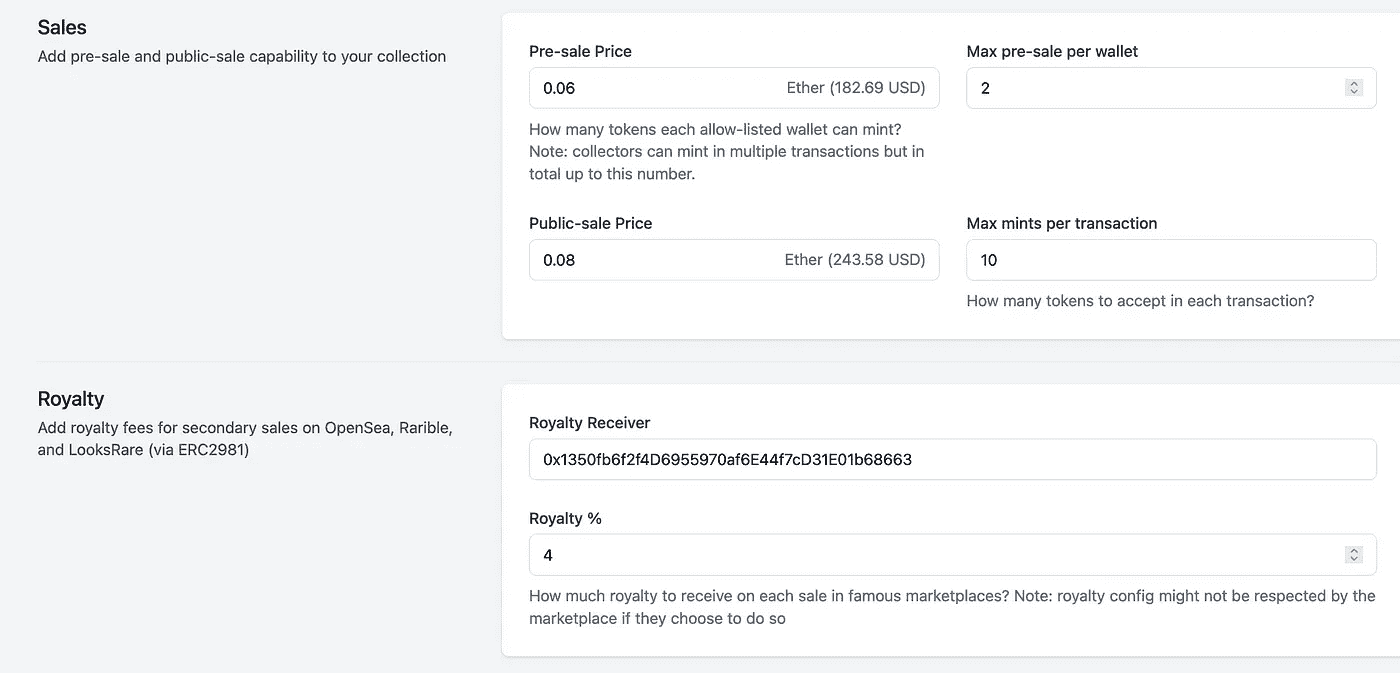 Sales
Add pre-sale and public-sale capability to your collection
Pre-sale Price
0.06 Ether (182.69 USD)
How many tokens each allow-listed wallet can mint?
Note: collectors can mint in multiple transactions but in
total up to this number.
Max pre-sale per wallet
2
Public-sale Price
0.08 Ether (243.58 USD)
Max mints per transaction
10
How many tokens to accept in each transaction?
Royalty
Add royalty fees for secondary sales on OpenSea, Rarible,
and LooksRare (via ERC2981)
Royalty Receiver
0x1350fb6f2f4D6955970af6E44f7cD31E01b68663
Royalty %
4
How much royalty to receive on each sale in famous marketplaces? Note: royalty config might not be respected by the
marketplace if they choose to do so